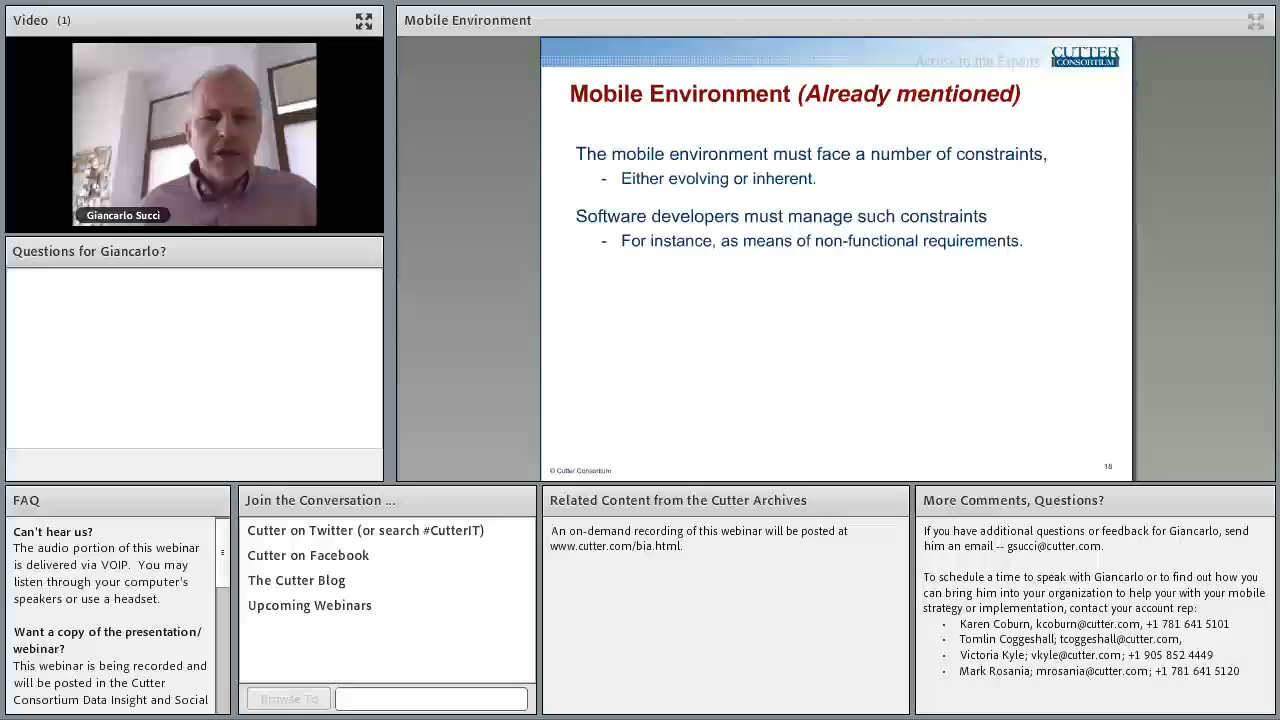 Video (1)
Giancarlo Succi
Questions for Giancarlo?
Mobile Environment
Access to the Experts
CUTTER
CONSORTIUM
Mobile Environment (Already mentioned)
The mobile environment must face a number of constraints,
- Either evolving or inherent.
Software developers must manage such constraints
- For instance, as means of non-functional requirements.
© Cutter Consortium
18
FAQ
Can't hear us?
The audio portion of this webinar
is delivered via VOIP. You may
listen through your computer's
speakers or use a headset.
Want a copy of the presentation/
webinar?
This webinar is being recorded and
will be posted in the Cutter
Consortium Data Insight and Social
Join the Conversation ...
Cutter on Twitter (or search #CutterIT)
Cutter on Facebook
The Cutter Blog
Upcoming Webinars
Browse To
Related Content from the Cutter Archives
An on-demand recording of this webinar will be posted at
www.cutter.com/bia.html.
More Comments, Questions?
If you have additional questions or feedback for Giancarlo, send
him an email -- gsucci@cutter.com.
To schedule a time to speak with Giancarlo or to find out how you
can bring him into your organization to help your with your mobile
strategy or implementation, contact your account rep:
• Karen Coburn, kcoburn@cutter.com, +1 781 641 5101
• Tomlin Coggeshall; tcoggeshall@cutter.com,
• Victoria Kyle; vkyle@cutter.com; +1 905 852 4449
• Mark Rosania; mrosania@cutter.com; +1 781 641 5120